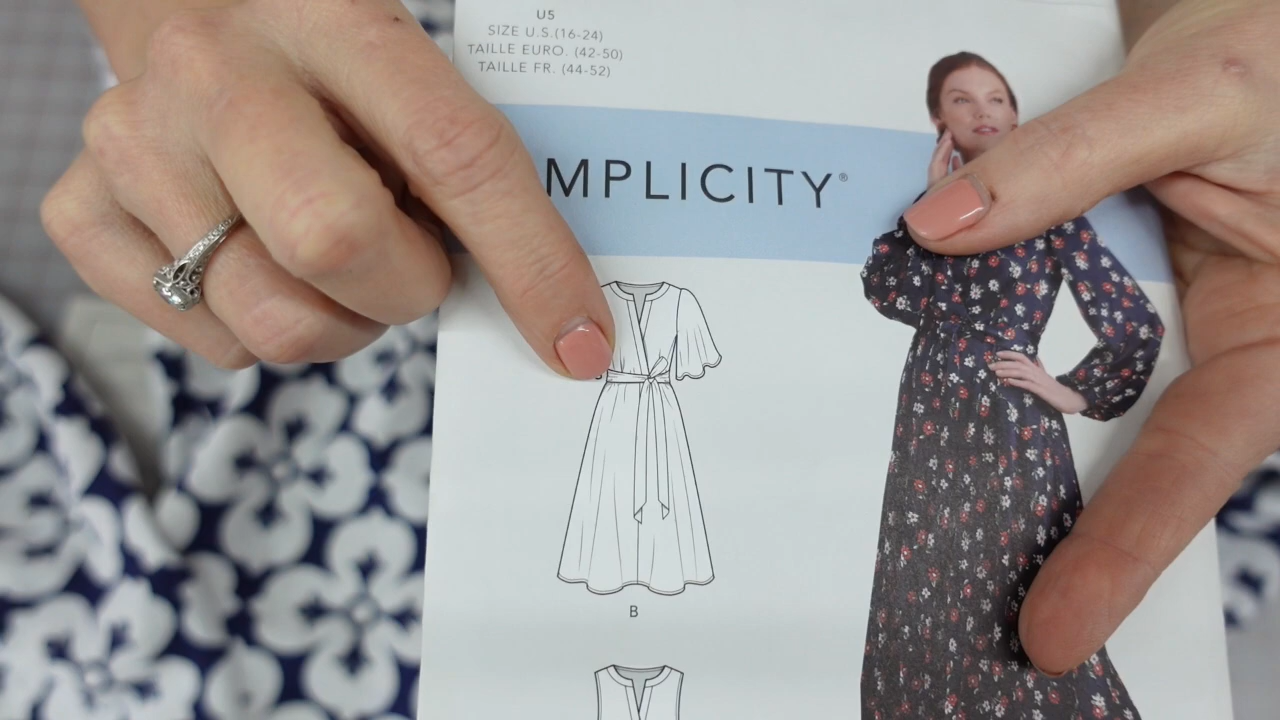 U5
SIZE U.S.(16-24)
TAILLE EURO. (42-50)
TAILLE FR. (44-52)
MPLICITY®
B